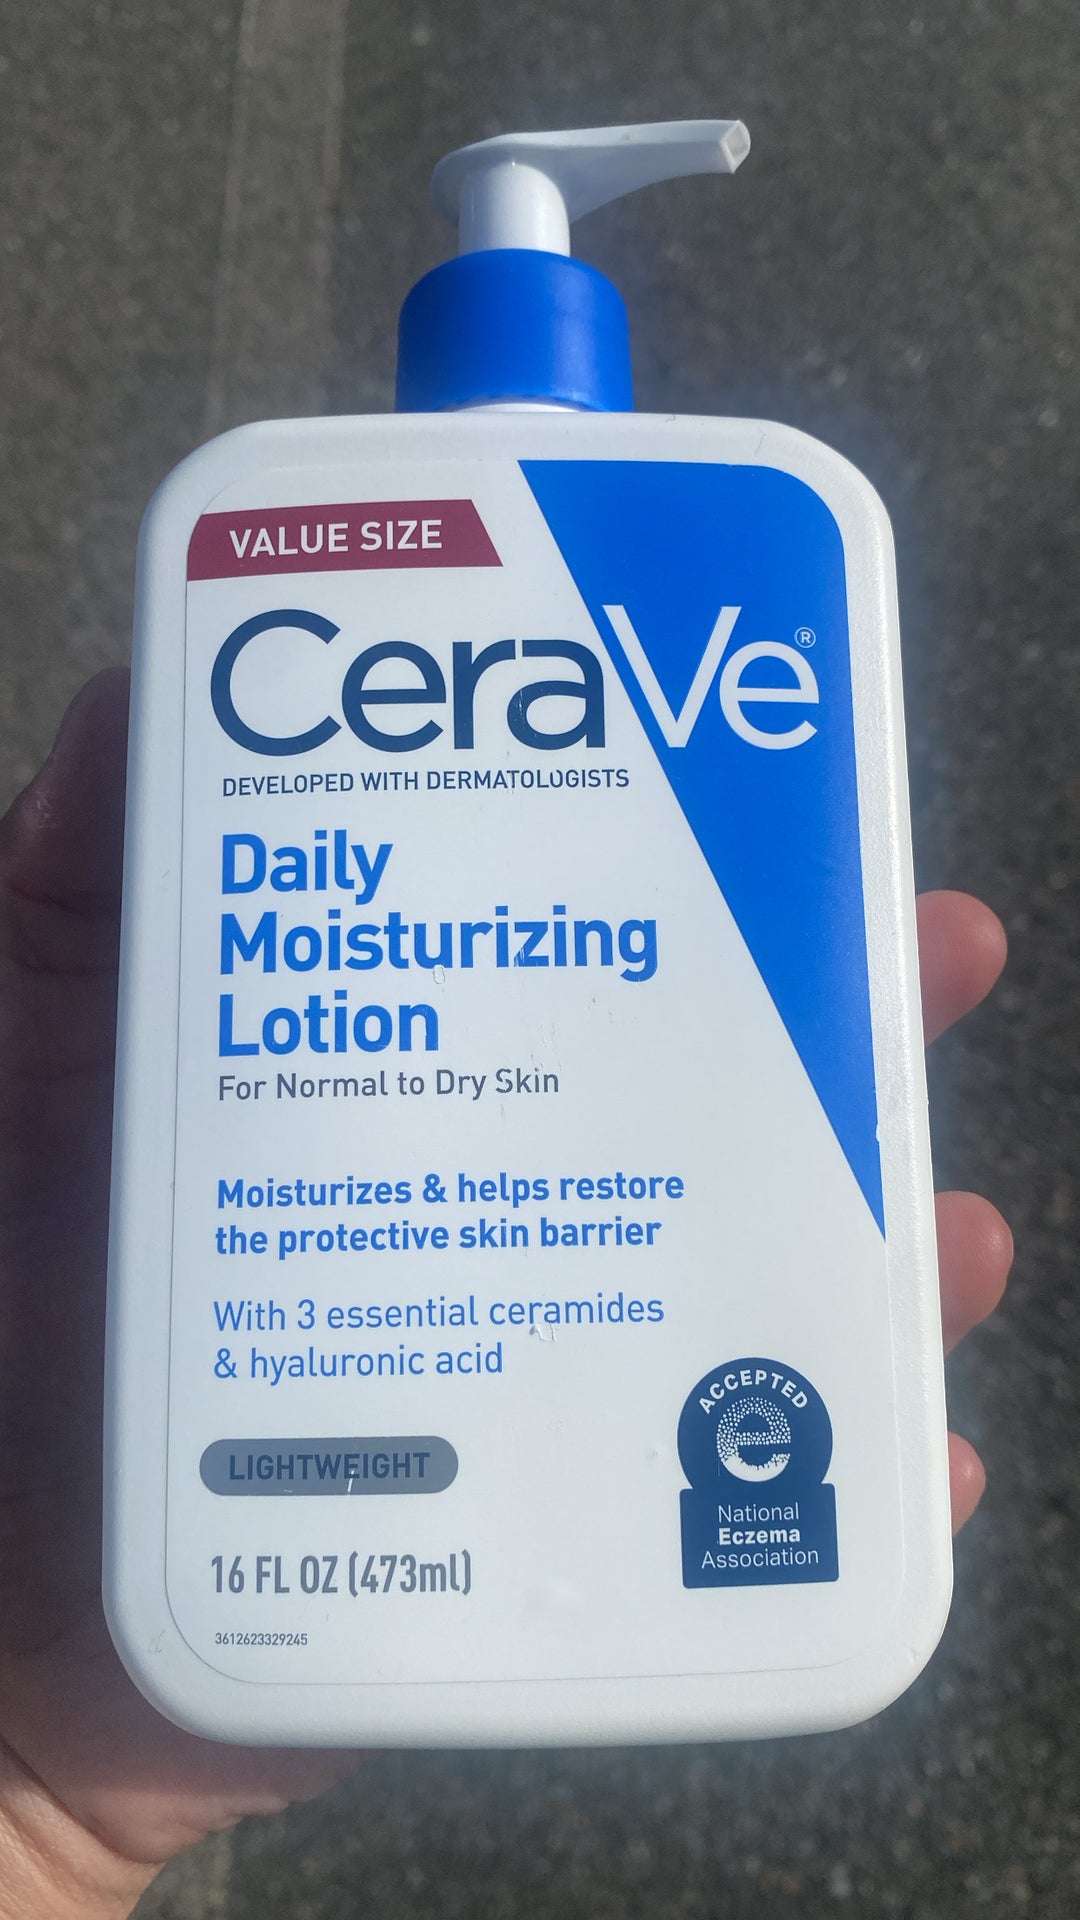 VALUE SIZE
CeraVe®
DEVELOPED WITH DERMATOLOGISTS
Daily
Moisturizing
Lotion
For Normal to Dry Skin
Moisturizes & helps restore
the protective skin barrier
With 3 essential ceramides
& hyaluronic acid
LIGHTWEIGHT
16 FL OZ (473ml)
3612623329245
ACCEPTED
e
National
Eczema
Association